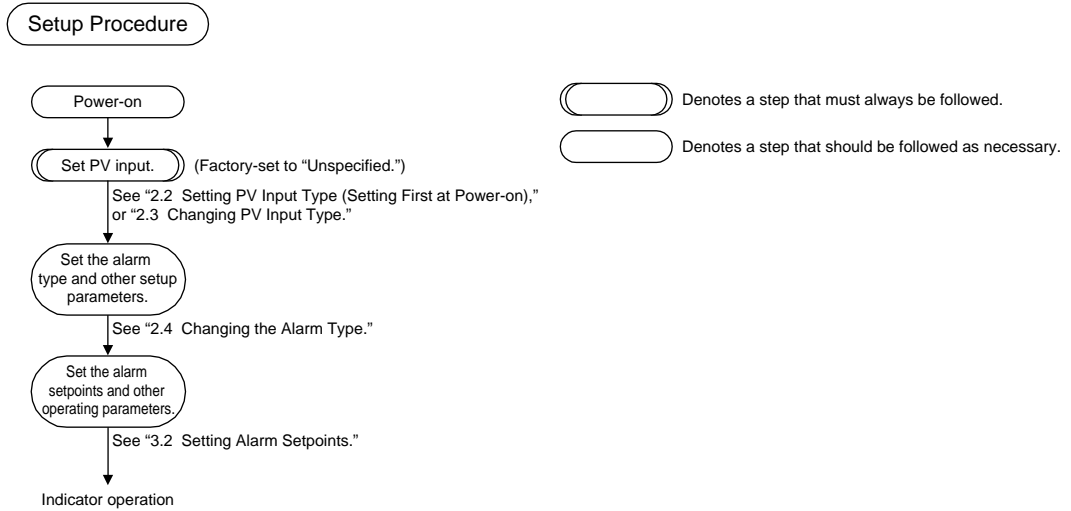 Setup Procedure
Power-on
Set PV input.
(Factory-set to “Unspecified.”)
See “2.2 Setting PV Input Type (Setting First at Power-on),”
or “2.3 Changing PV Input Type.”
Set the alarm
type and other setup
parameters.
See “2.4 Changing the Alarm Type.”
Set the alarm
setpoints and other
operating parameters.
See “3.2 Setting Alarm Setpoints.”
Indicator operation
Denotes a step that must always be followed.
Denotes a step that should be followed as necessary.